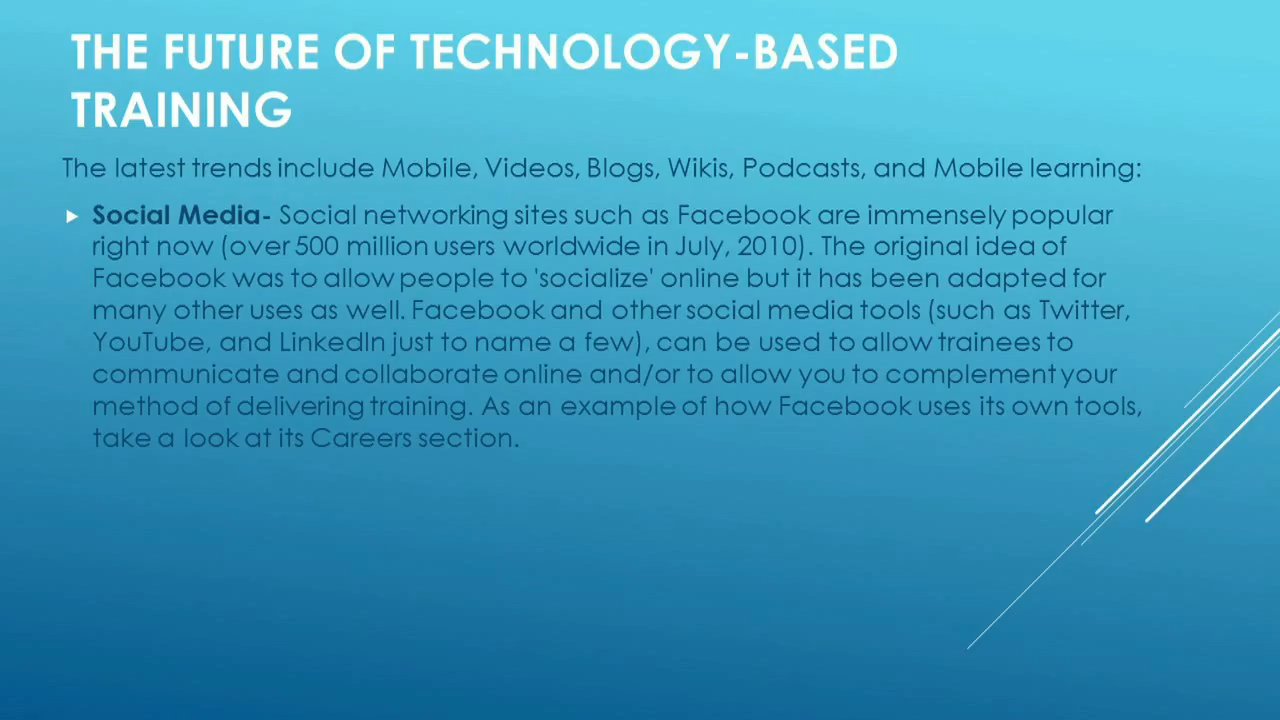 THE FUTURE OF TECHNOLOGY-BASED
TRAINING
The latest trends include Mobile, Videos, Blogs, Wikis, Podcasts, and Mobile learning:
Social Media- Social networking sites such as Facebook are immensely popular
right now (over 500 million users worldwide in July, 2010). The original idea of
Facebook was to allow people to 'socialize' online but it has been adapted for
many other uses as well. Facebook and other social media tools (such as Twitter,
YouTube, and LinkedIn just to name a few), can be used to allow trainees to
communicate and collaborate online and/or to allow you to complement your
method of delivering training. As an example of how Facebook uses its own tools,
take a look at its Careers section.